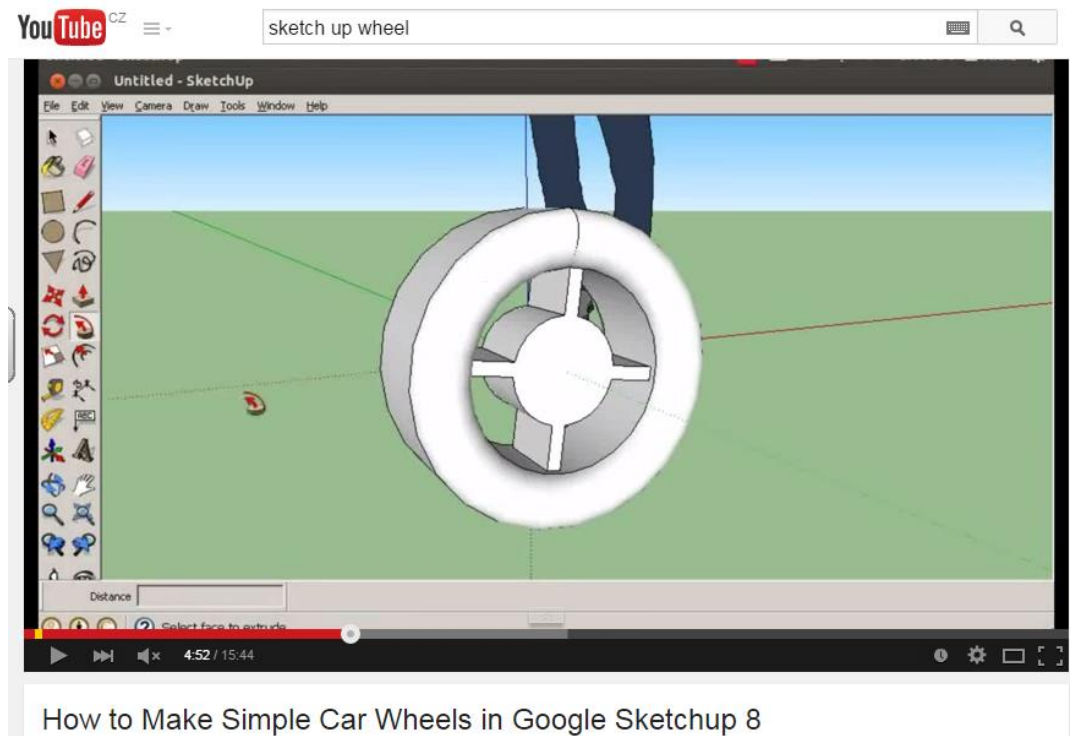 YouTube CZ
sketch up wheel
Untitled - SketchUp
File Edit View Camera Draw Tools Window Help
ABC
Distance
Select face to extrude
4:52 / 15:44
How to Make Simple Car Wheels in Google Sketchup 8